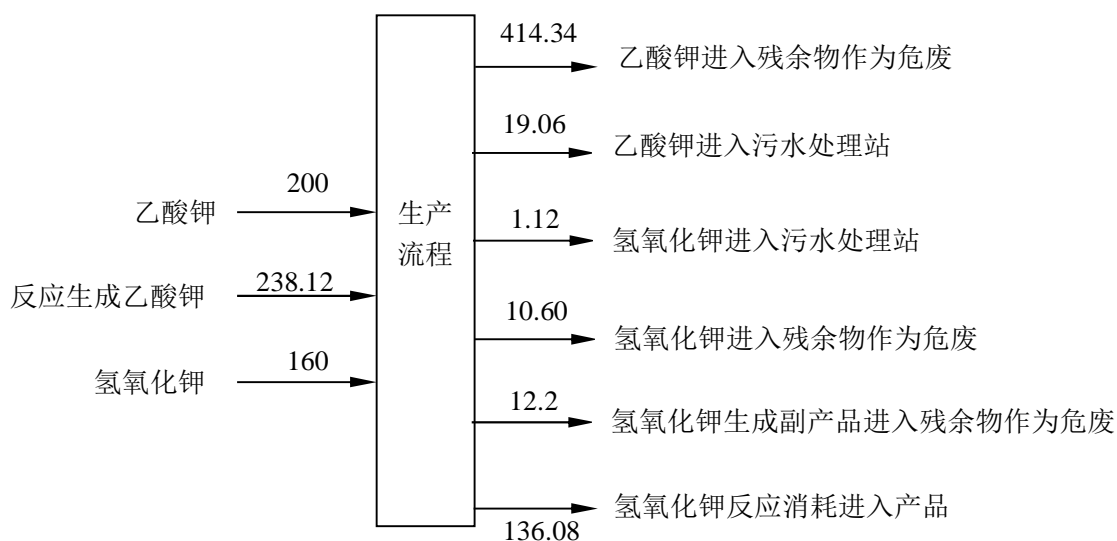 414.34
乙酸钾进入残余物作为危废
19.06
乙酸钾进入污水处理站
200
乙酸钾
生产
流程
1.12
氢氧化钾进入污水处理站
反应生成乙酸钾
238.12
10.60
氢氧化钾进入残余物作为危废
氢氧化钾
160
12.2
氢氧化钾生成副产品进入残余物作为危废
氢氧化钾反应消耗进入产品
136.08